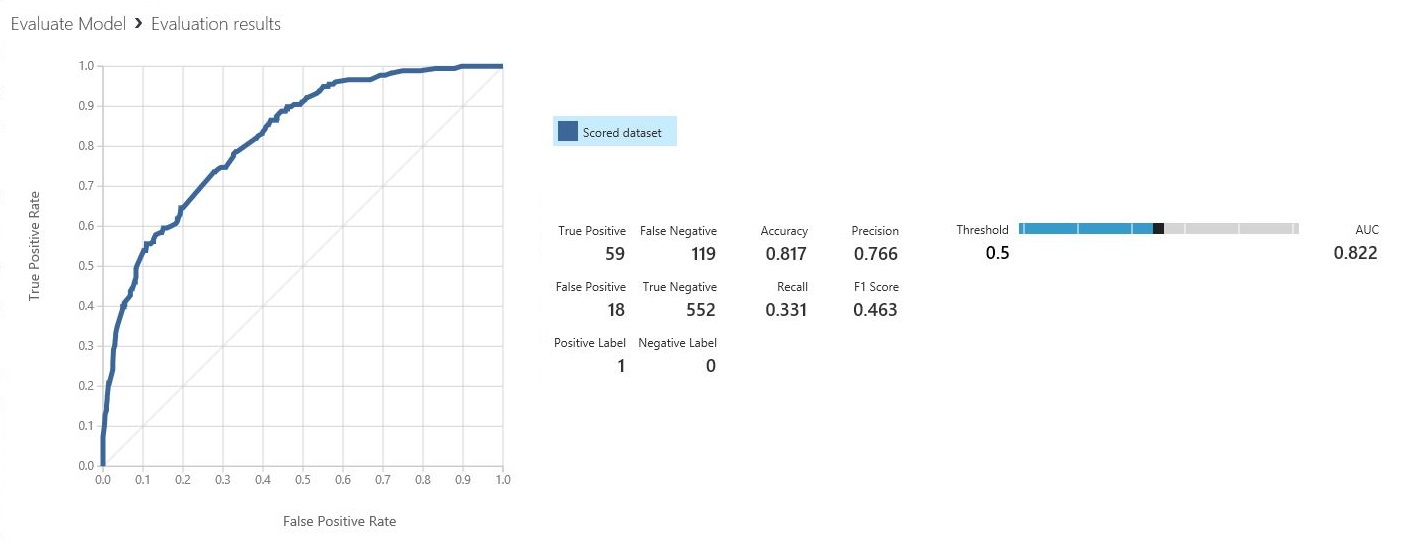 Evaluate Model › Evaluation results
1.0
0.9
0.8
0.7
0.6
0.5
0.4
0.3
0.2
0.1
0.0
True Positive Rate
0.0 0.1 0.2 0.3 0.4 0.5 0.6 0.7 0.8 0.9 1.0
False Positive Rate
Scored dataset
True Positive False Negative Accuracy Precision Threshold AUC
59 119 0.817 0.766 0.5 0.822
False Positive True Negative Recall F1 Score
18 552 0.331 0.463
Positive Label Negative Label
1 0